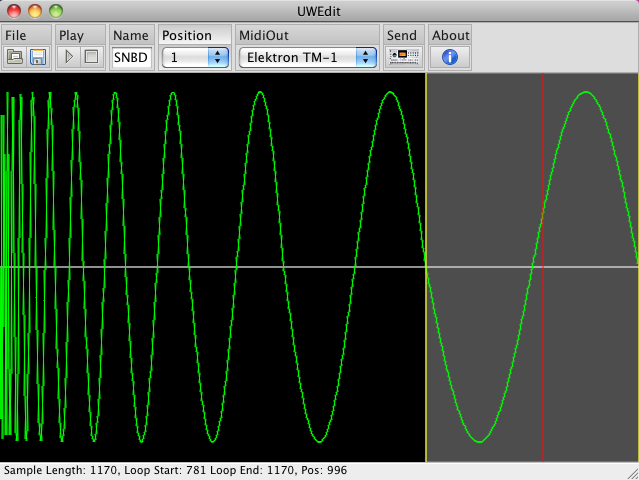 UWEdit
File Play Name Position MidiOut Send About
SNBD 1 Elektron TM-1
Sample Length: 1170, Loop Start: 781 Loop End: 1170, Pos: 996